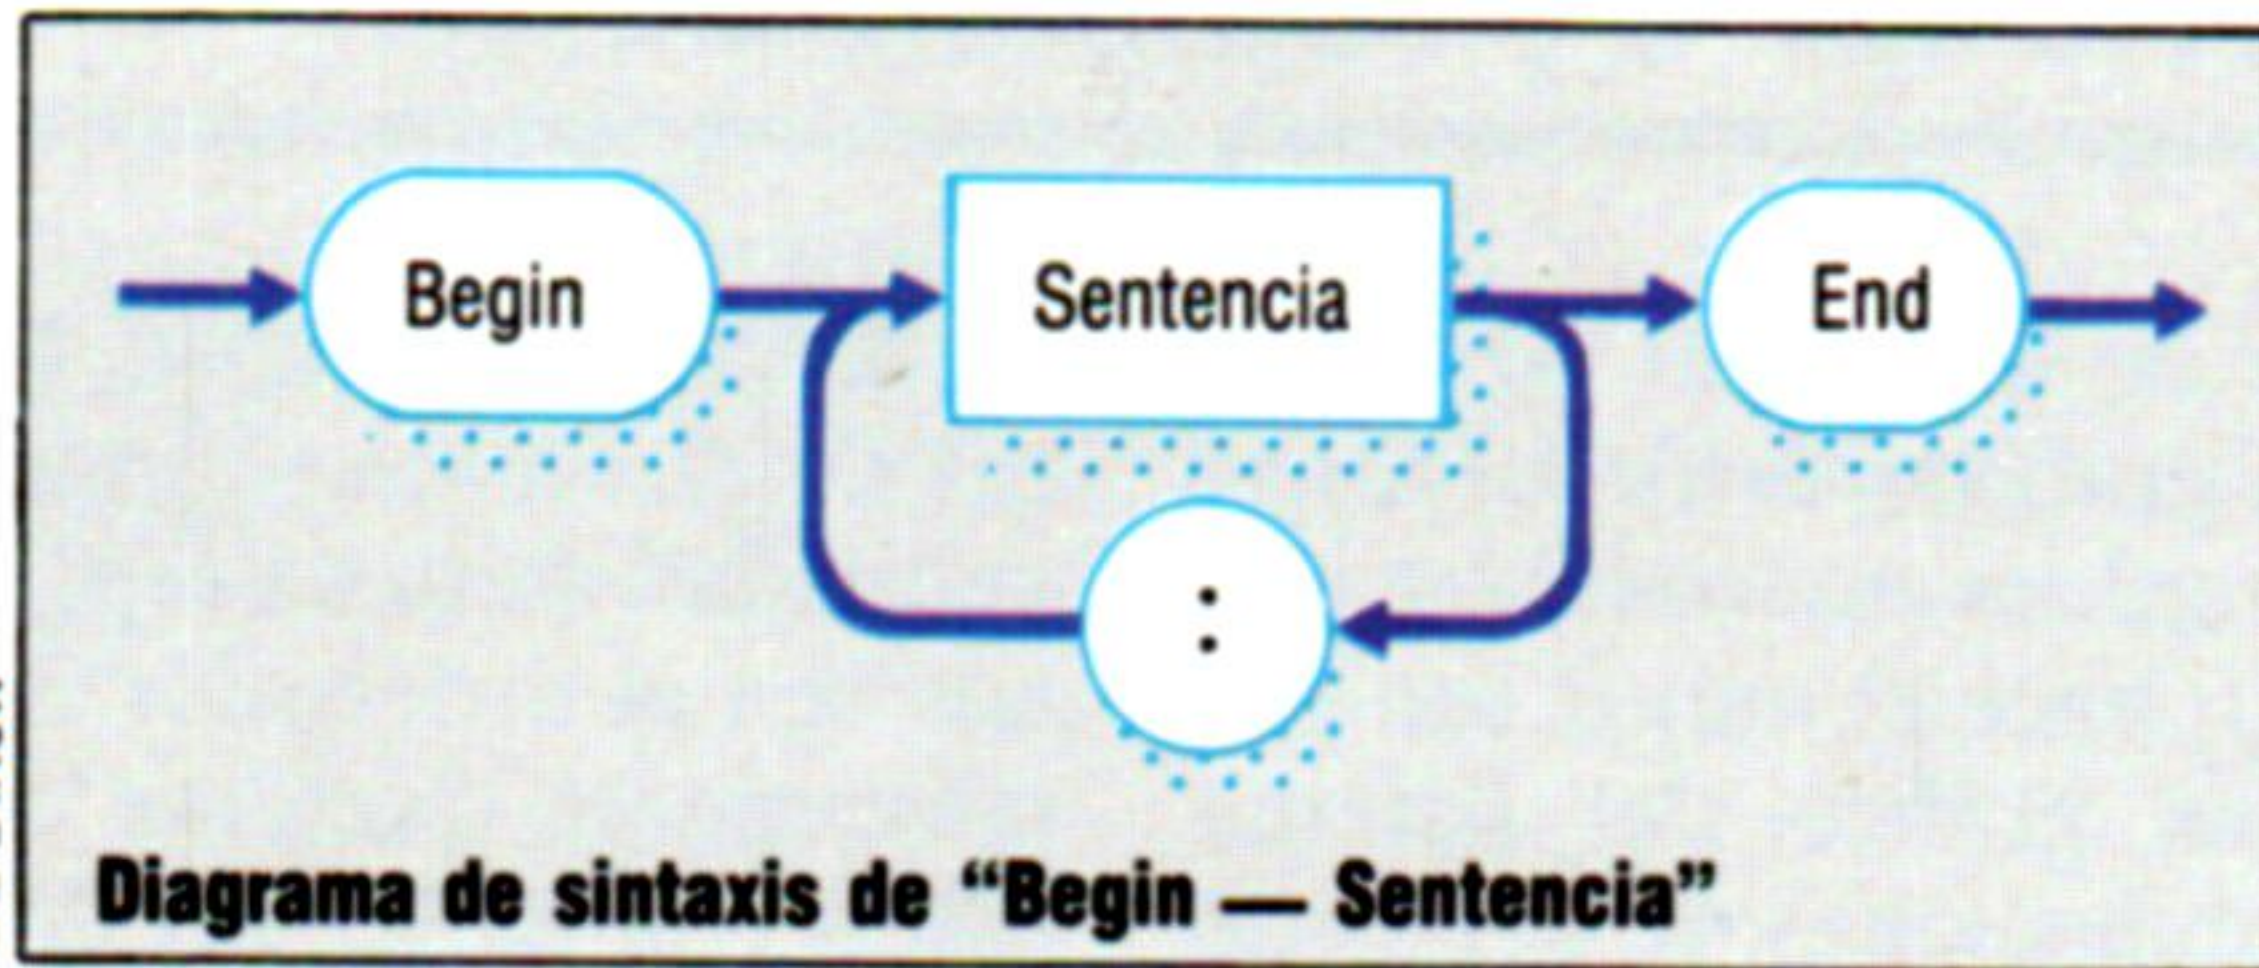 Begin
Sentencia
End
:
Diagrama de sintaxis de “Begin — Sentencia”